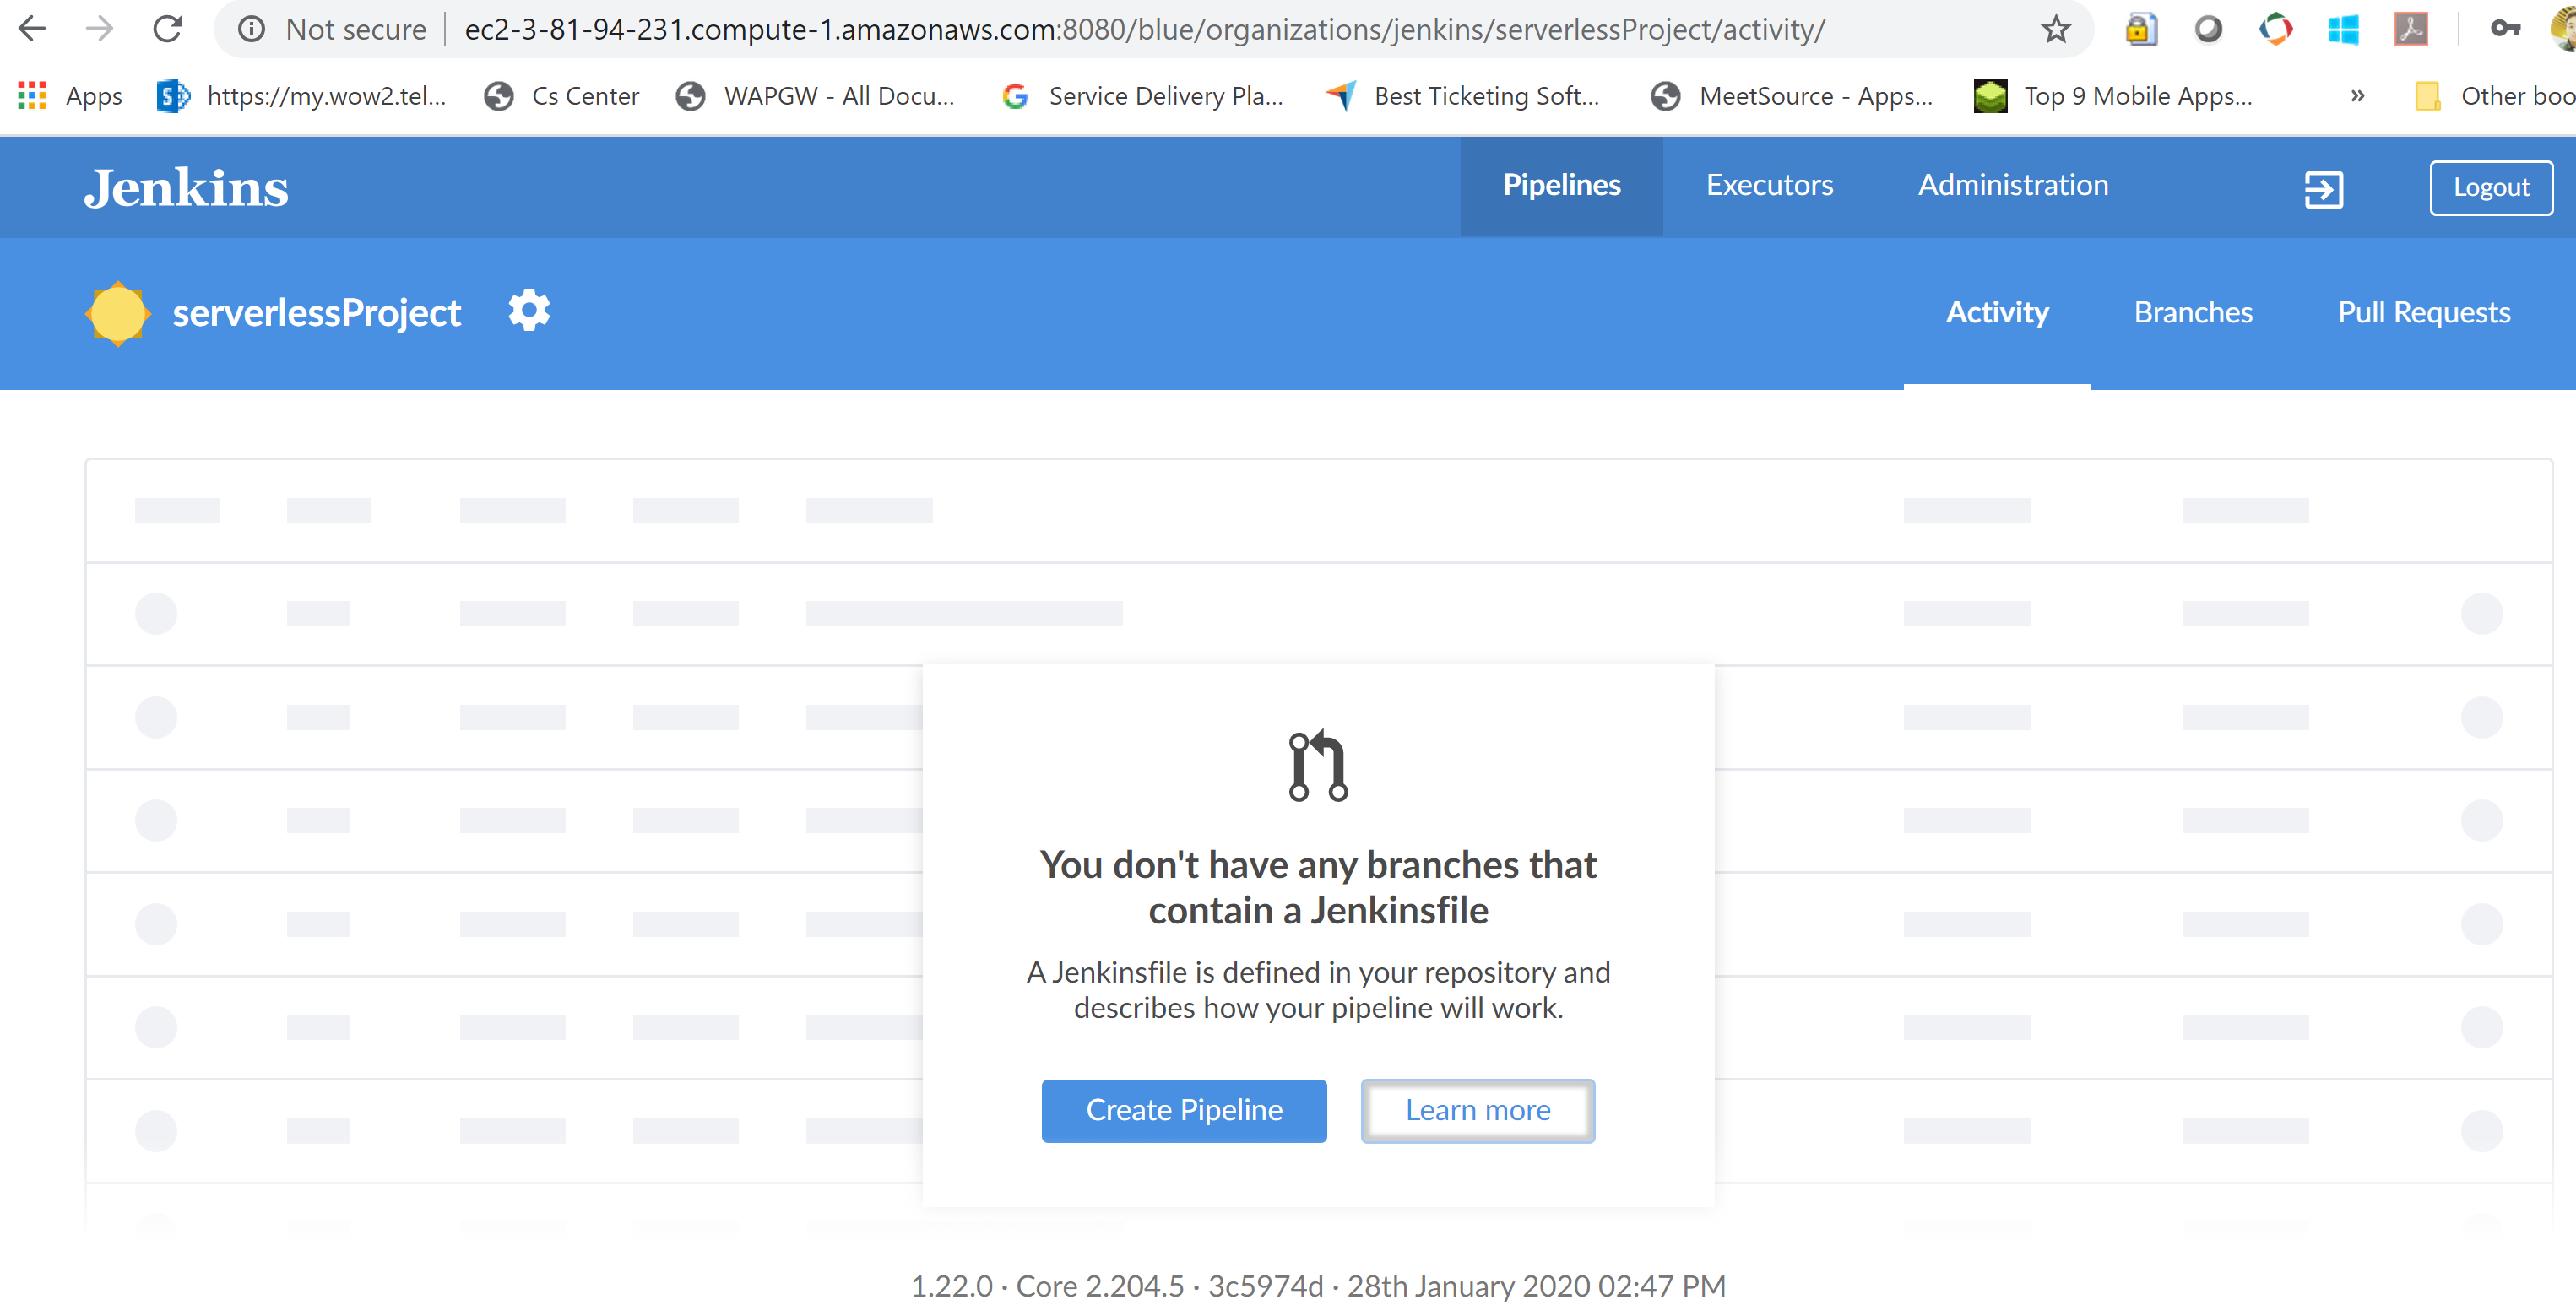 Not secure ec2-3-81-94-231.compute-1.amazonaws.com:8080/blue/organizations/jenkins/serverlessProject/activity/
Apps https://my.wow2.tel... Cs Center WAPGW - All Docu... Service Delivery Pla... Best Ticketing Soft... MeetSource - Apps... Top 9 Mobile Apps... » Other boo
Jenkins Pipelines Executors Administration Logout
serverlessProject Activity Branches Pull Requests
You don't have any branches that
contain a Jenkinsfile
A Jenkinsfile is defined in your repository and
describes how your pipeline will work.
Create Pipeline Learn more
1.22.0 · Core 2.204.5 · 3c5974d · 28th January 2020 02:47 PM